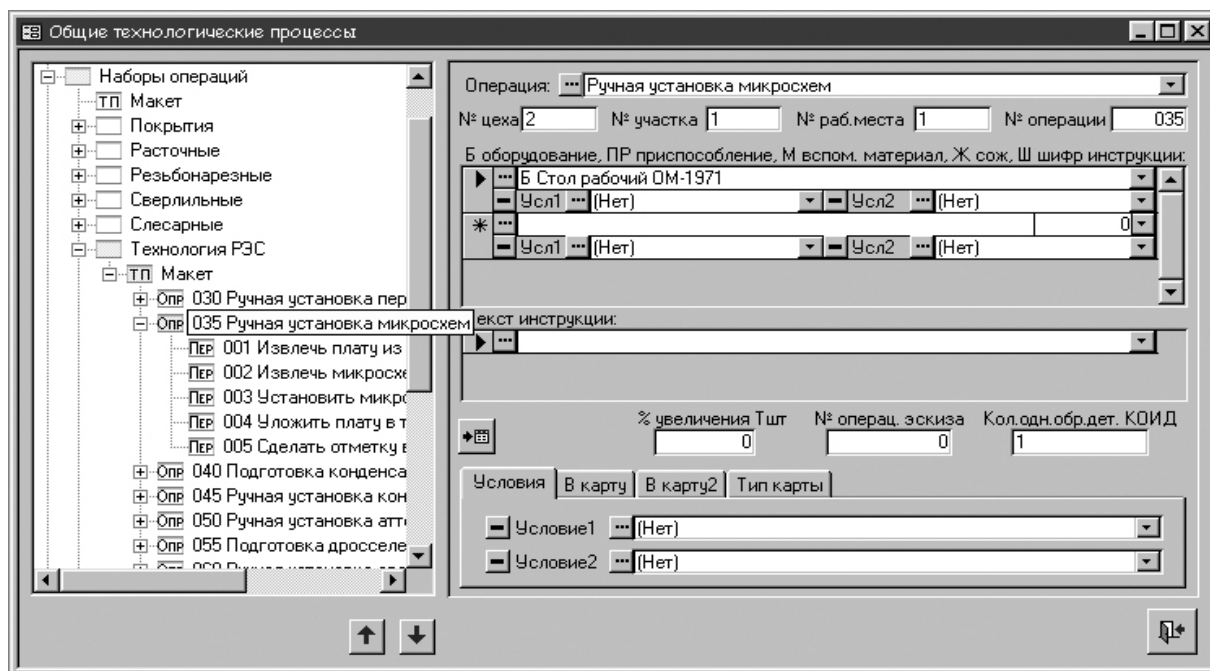 Общие технологические процессы
Наборы операций
ТП Макет
Покрытия
Расточные
Резьбонарезные
Сверлильные
Слесарные
Технология РЭС
ТП Макет
Опр 030 Ручная установка пер
Опр 035 Ручная установка микросхем
Пер 001 Извлечь плату из
Пер 002 Извлечь микросхе
Пер 003 Установить микро
Пер 004 Уложить плату в т
Пер 005 Сделать отметку в
Опр 040 Подготовка конденса
Опр 045 Ручная установка кон
Опр 050 Ручная установка атт
Опр 055 Подготовка дросселе
Операция: Ручная установка микросхем
№ цеха 2 № участка 1 № раб.места 1 № операции 035
Б оборудование, ПР приспособление, М вспом. материал, Ж сож, Ш шифр инструкции:
Б Стол рабочий ОМ-1971
Усл1 (Нет) Усл2 (Нет)
0
Усл1 (Нет) Усл2 (Нет)
екст инструкции:
% увеличения Тшт № операц. эскиза Кол.одн.обр.дет. КОИД
0 0 1
Условия В карту В карту2 Тип карты
Условие1 (Нет)
Условие2 (Нет)